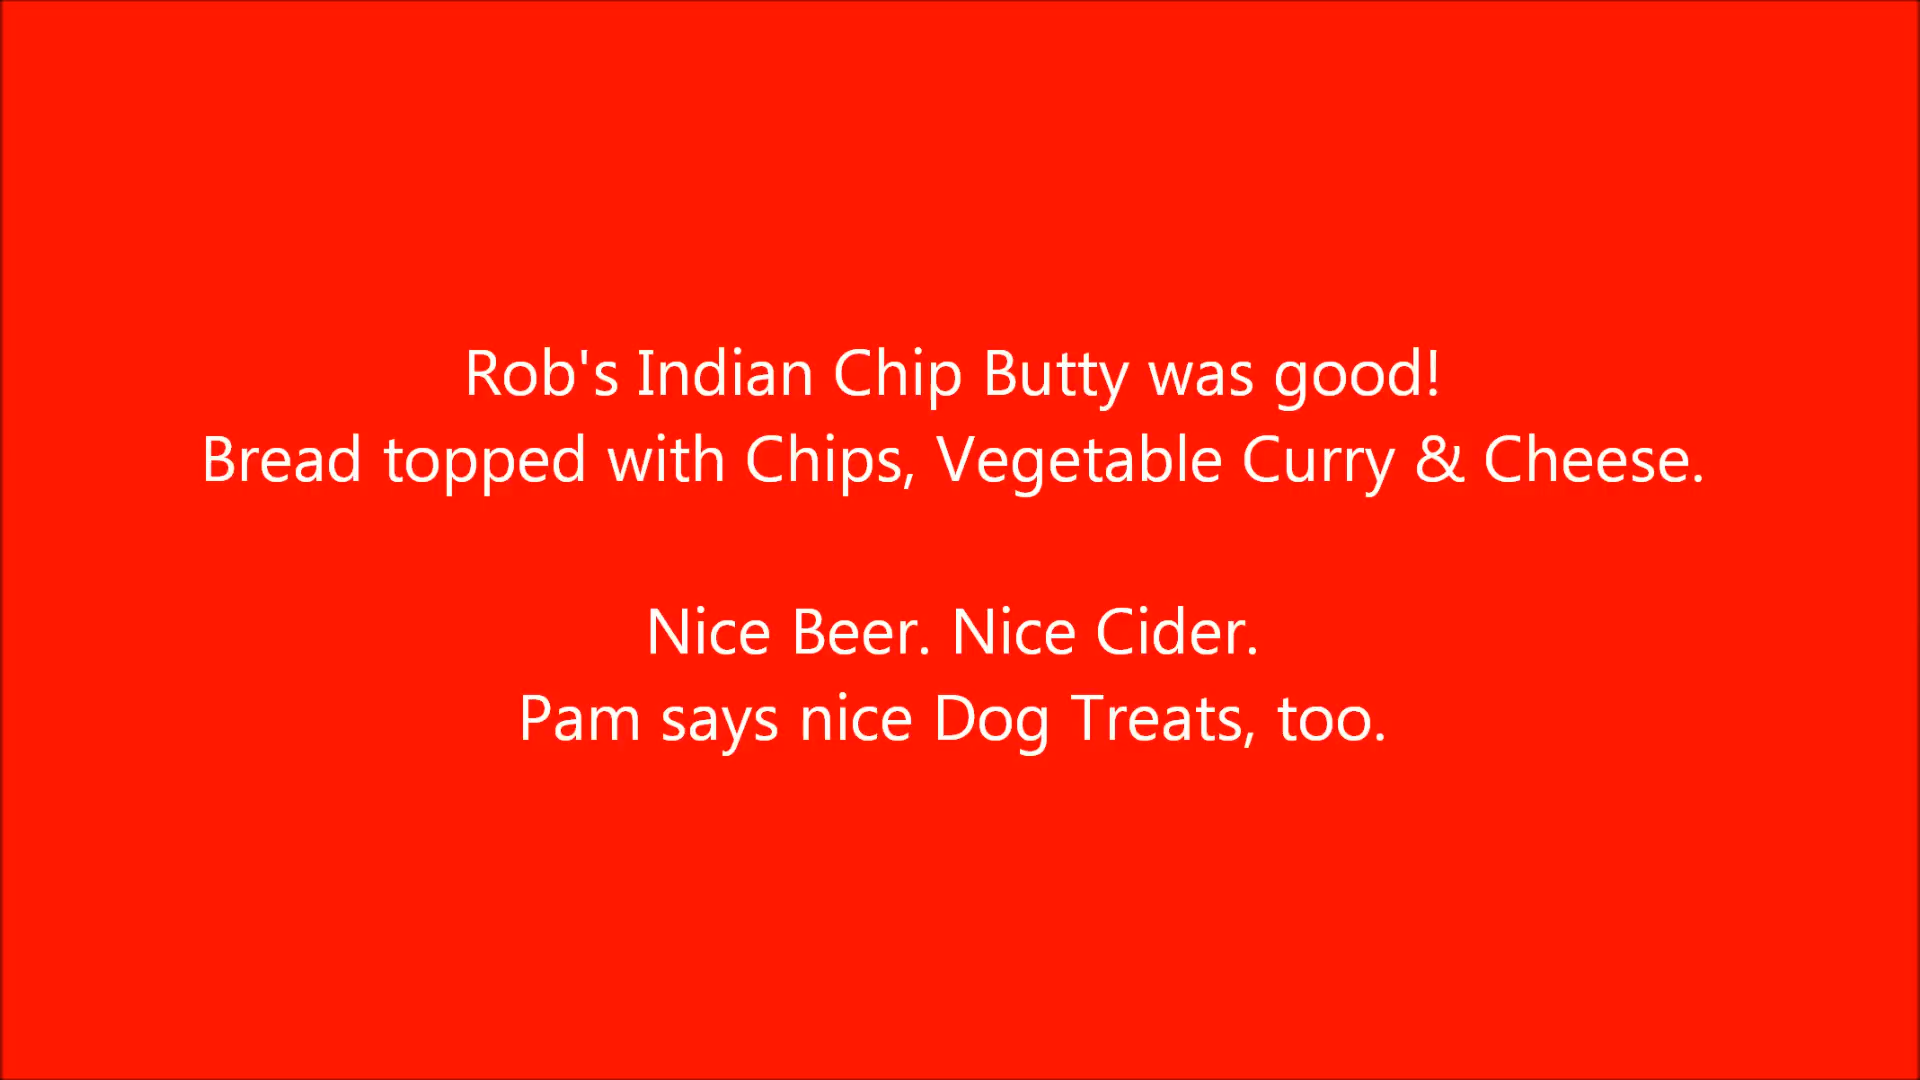 Rob's Indian Chip Butty was good!
Bread topped with Chips, Vegetable Curry & Cheese.
Nice Beer. Nice Cider.
Pam says nice Dog Treats, too.